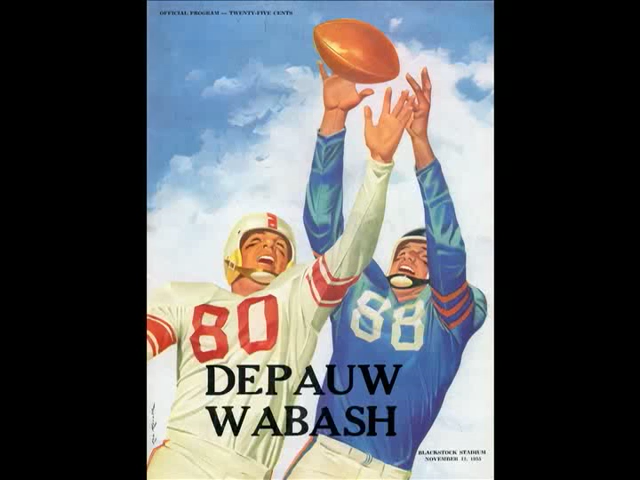 OFFICIAL PROGRAM — TWENTY-FIVE CENTS
80
88
DEPAUW
WABASH
BLACKSTOCK STADIUM
NOVEMBER